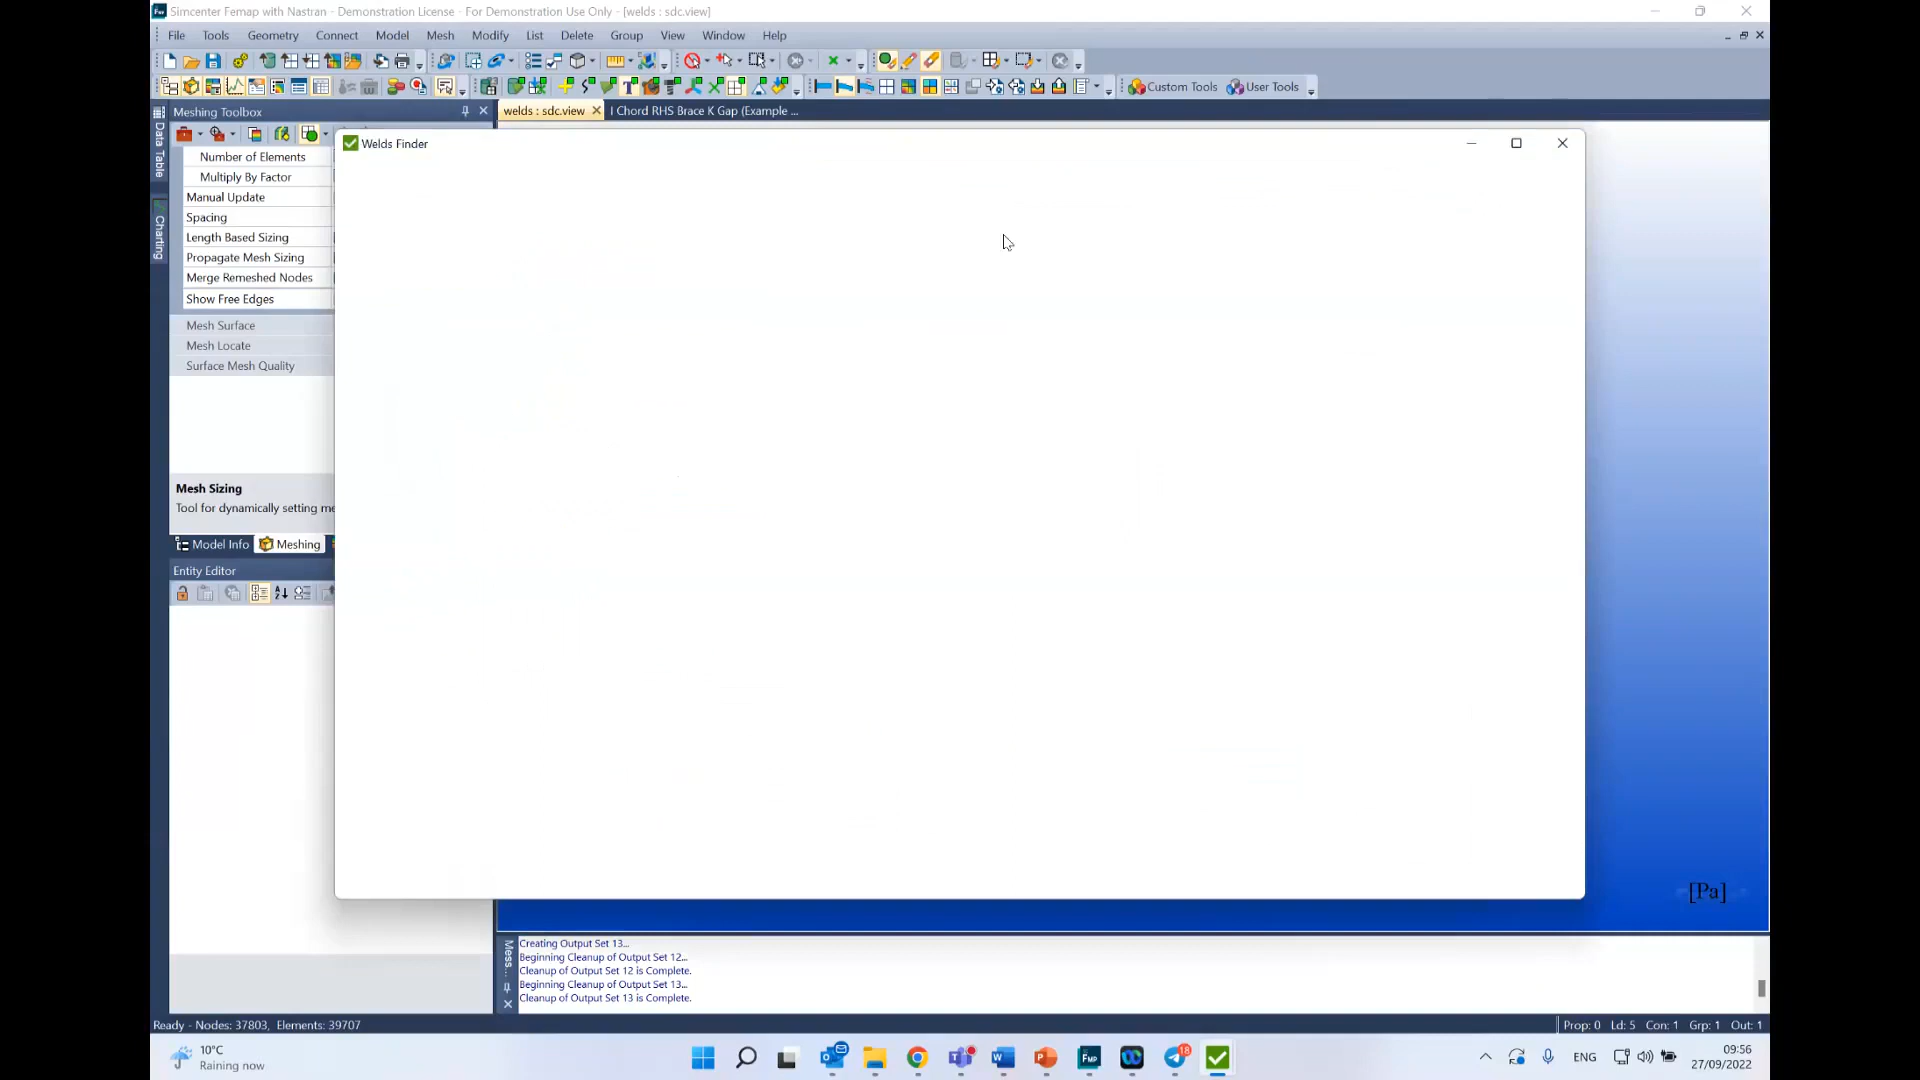 Simcenter Femap with Nastran - Demonstration License - For Demonstration Use Only - [welds : sdc.view]
File Tools Geometry Connect Model Mesh Modify List Delete Group View Window Help
Custom Tools User Tools
Data Table
Charting
Meshing Toolbox
welds : sdc.view
I Chord RHS Brace K Gap (Example ...
Welds Finder
Number of Elements
Multiply By Factor
Manual Update
Spacing
Length Based Sizing
Propagate Mesh Sizing
Merge Remeshed Nodes
Show Free Edges
Mesh Surface
Mesh Locate
Surface Mesh Quality
Mesh Sizing
Tool for dynamically setting me
Model Info Meshing
Entity Editor
[Pa]
Mess...
Creating Output Set 13...
Beginning Cleanup of Output Set 12...
Cleanup of Output Set 12 is Complete.
Beginning Cleanup of Output Set 13...
Cleanup of Output Set 13 is Complete.
Ready - Nodes: 37803, Elements: 39707
Prop: 0 Ld: 5 Con: 1 Grp: 1 Out: 1
10°C
Raining now
18
ENG
09:56
27/09/2022